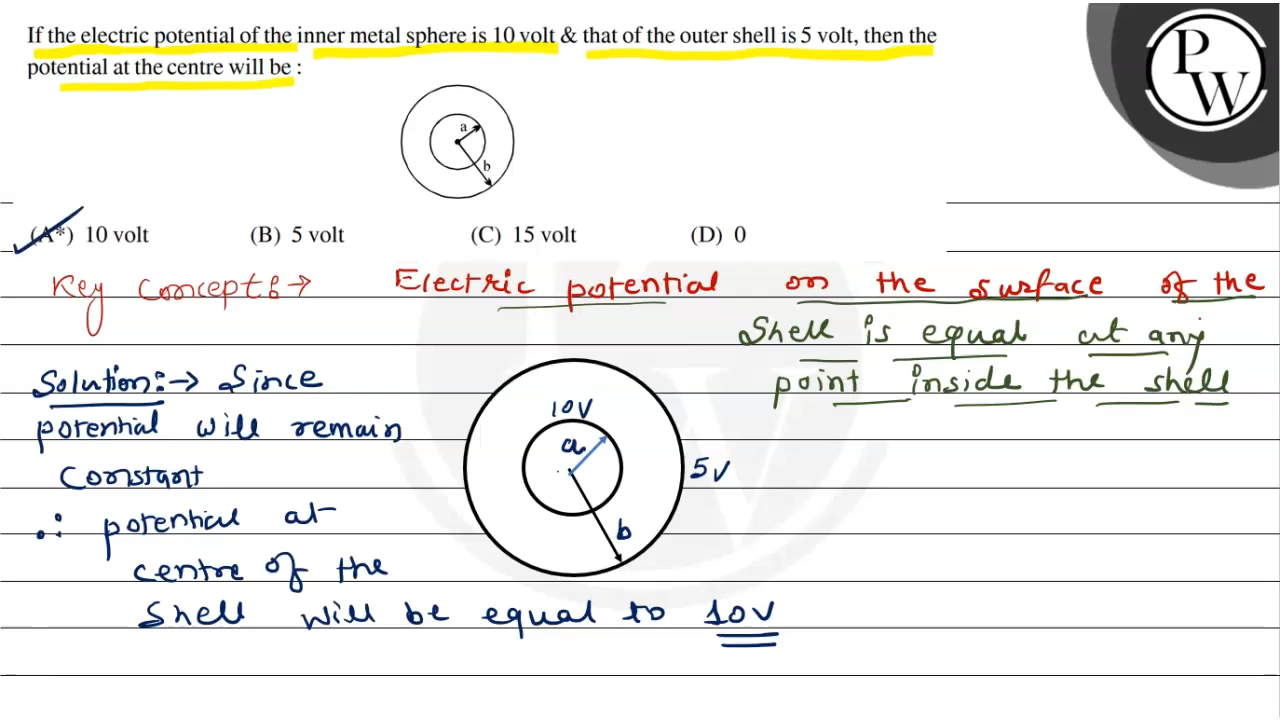 If the electric potential of the inner metal sphere is 10 volt & that of the outer shell is 5 volt, then the
potential at the centre will be :
PW
a
b
(A*) 10 volt (B) 5 volt (C) 15 volt (D) 0
Key Concept :→ Electric potential on the surface of the
Shell is equal at any
point inside the shell
Solution:→ Since
potential will remain
Constant
∴ potential at
centre of the
Shell will be equal to 10V
10V
a
5V
b